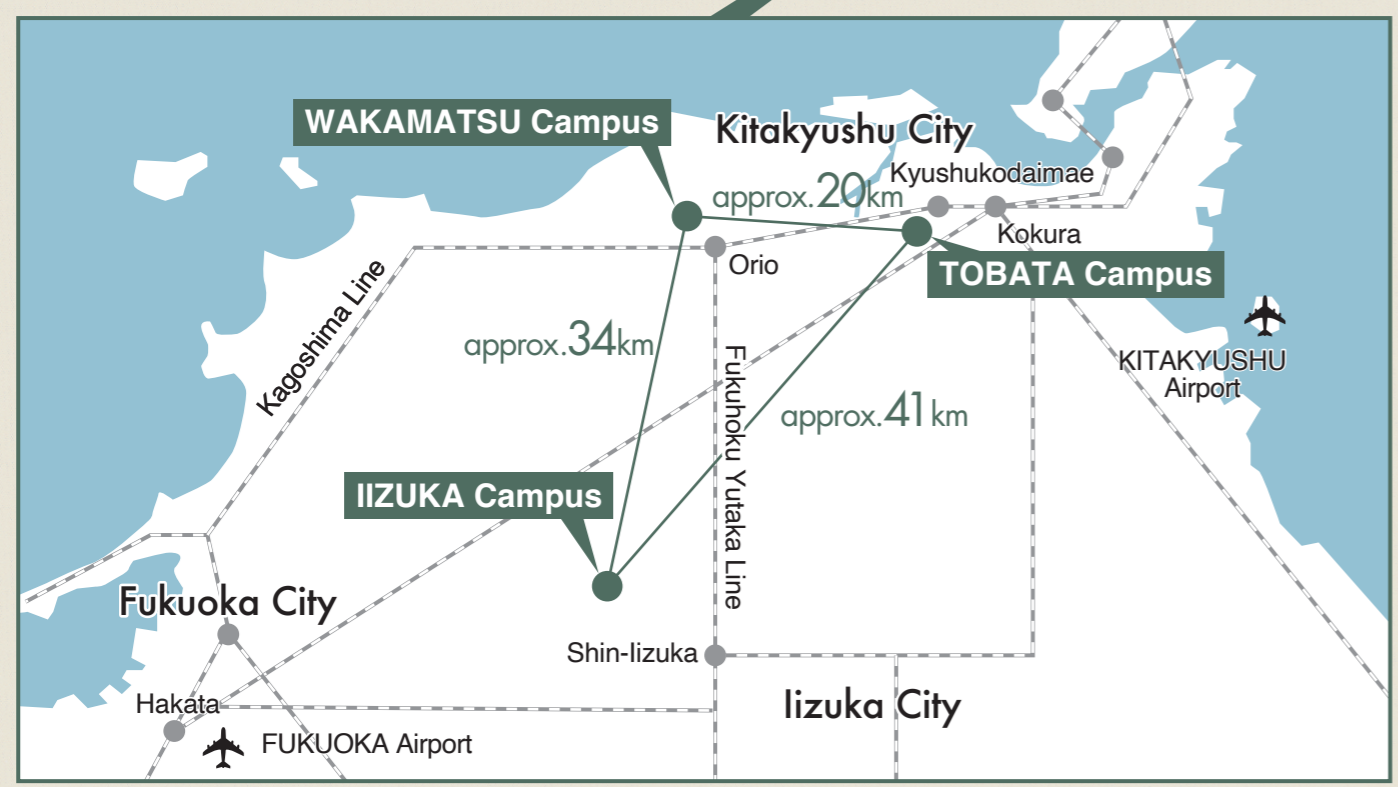 WAKAMATSU Campus
Kitakyushu City
Kyushukodaimae
approx.20km
Kokura
Orio
TOBATA Campus
Kagoshima Line
approx.34km
Fukuhoku Yutaka Line
KITAKYUSHU
Airport
approx.41km
IIZUKA Campus
Fukuoka City
Shin-Iizuka
Hakata
Iizuka City
FUKUOKA Airport